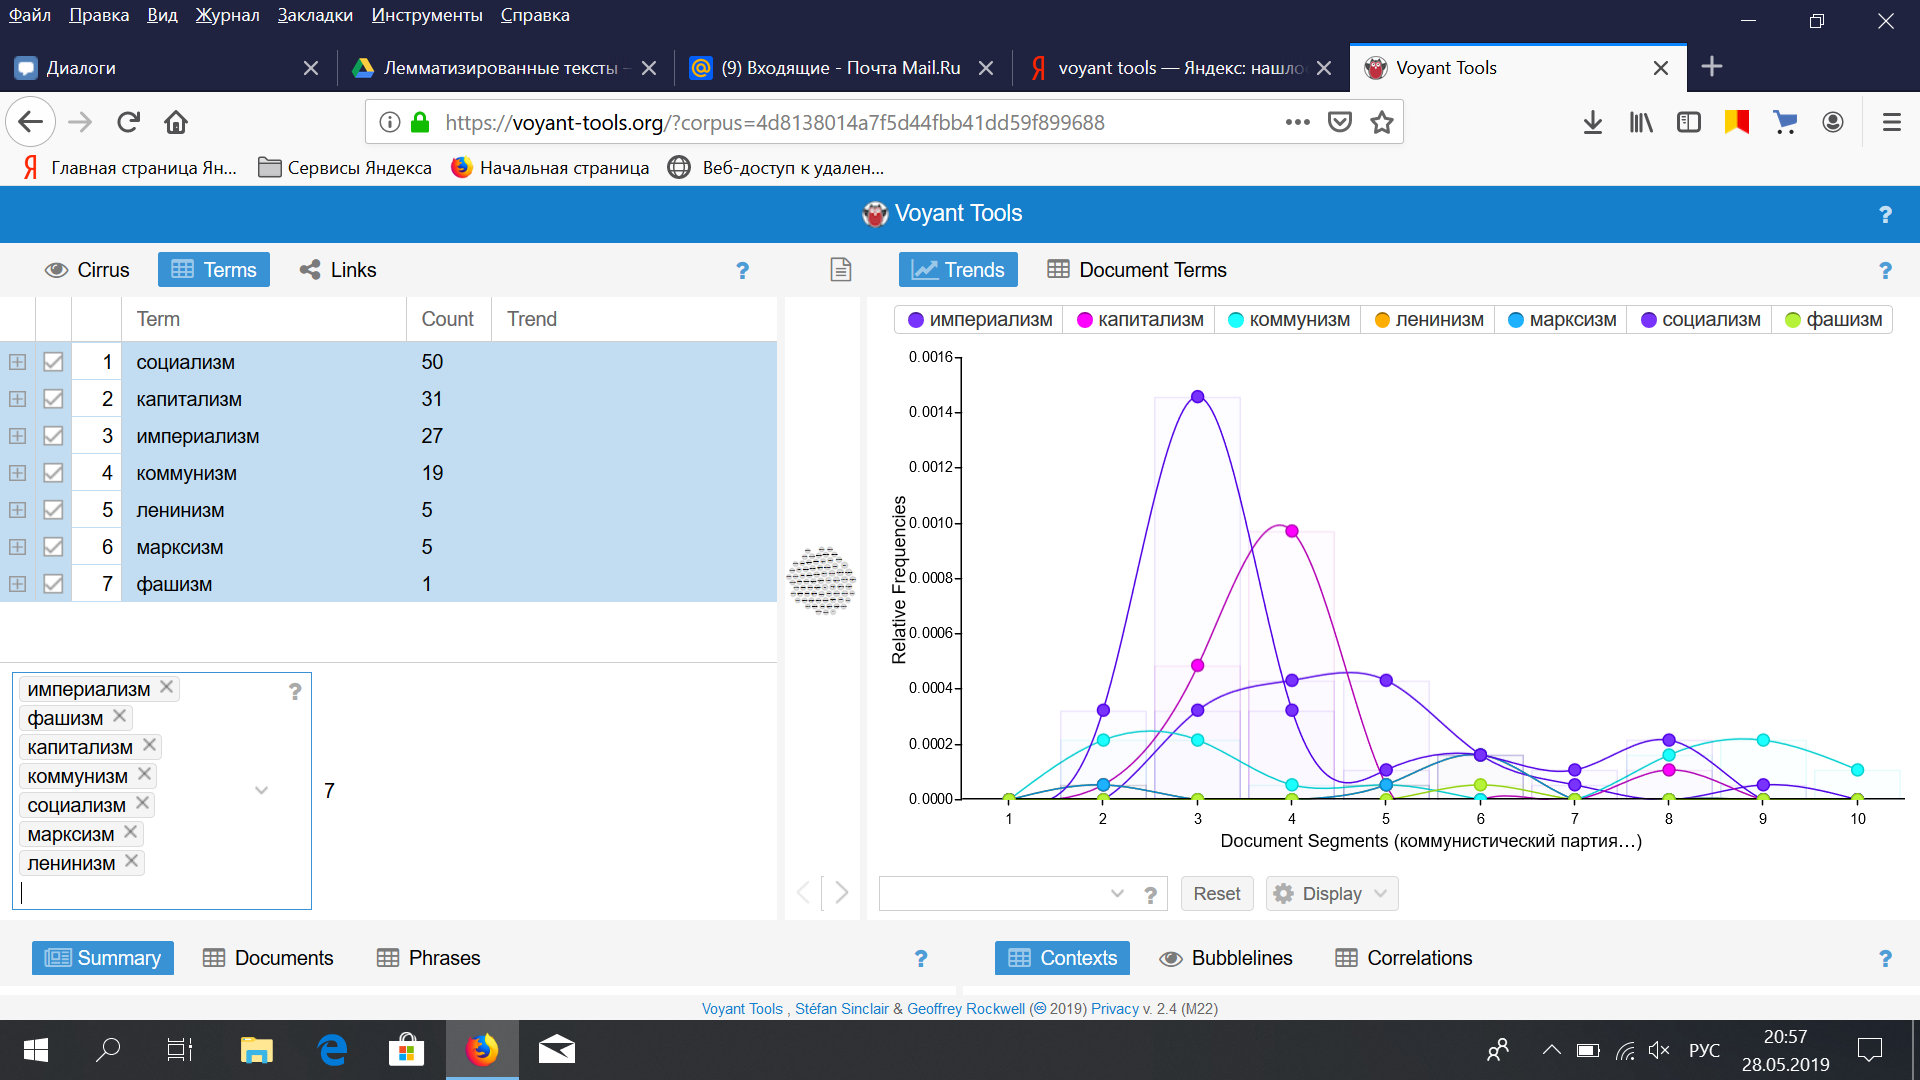 Файл Правка Вид Журнал Закладки Инструменты Справка
Диалоги
Лемматизированные тексты
(9) Входящие - Почта Mail.Ru
voyant tools — Яндекс: нашло
Voyant Tools
https://voyant-tools.org/?corpus=4d8138014a7f5d44fbb41dd59f899688
Главная страница Ян...
Сервисы Яндекса
Начальная страница
Веб-доступ к удален...
Voyant Tools ?
Cirrus Terms Links ?
Trends Document Terms ?
Term Count Trend
1 социализм 50
2 капитализм 31
3 империализм 27
4 коммунизм 19
5 ленинизм 5
6 марксизм 5
7 фашизм 1
империализм ?
фашизм
капитализм
коммунизм
социализм
марксизм
ленинизм
7
империализм капитализм коммунизм ленинизм марксизм социализм фашизм
Relative Frequencies
0.0016
0.0014
0.0012
0.0010
0.0008
0.0006
0.0004
0.0002
0.0000
1 2 3 4 5 6 7 8 9 10
Document Segments (коммунистический партия…)
? Reset Display
Summary Documents Phrases ?
Contexts Bubblelines Correlations ?
Voyant Tools , Stéfan Sinclair & Geoffrey Rockwell (🅭 2019) Privacy v. 2.4 (M22)
РУС
20:57
28.05.2019